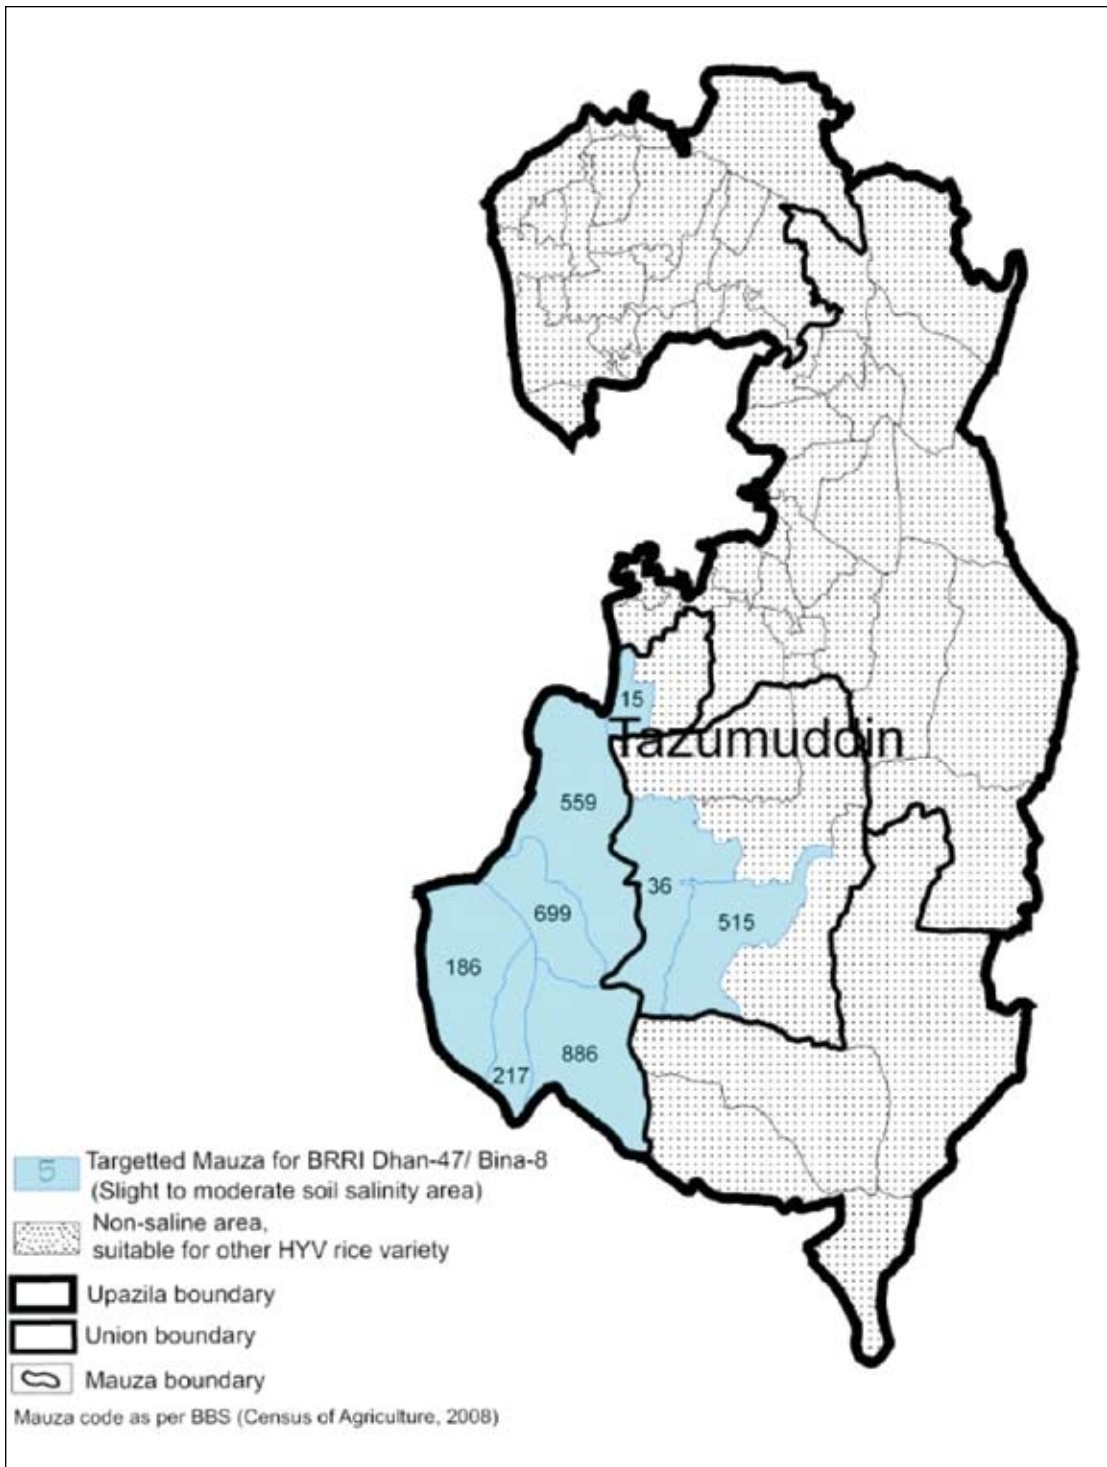 15
Tazumuddin
559
36
699
515
186
886
217
5 Targetted Mauza for BRRI Dhan-47/ Bina-8
(Slight to moderate soil salinity area)
Non-saline area,
suitable for other HYV rice variety
Upazila boundary
Union boundary
Mauza boundary
Mauza code as per BBS (Census of Agriculture, 2008)